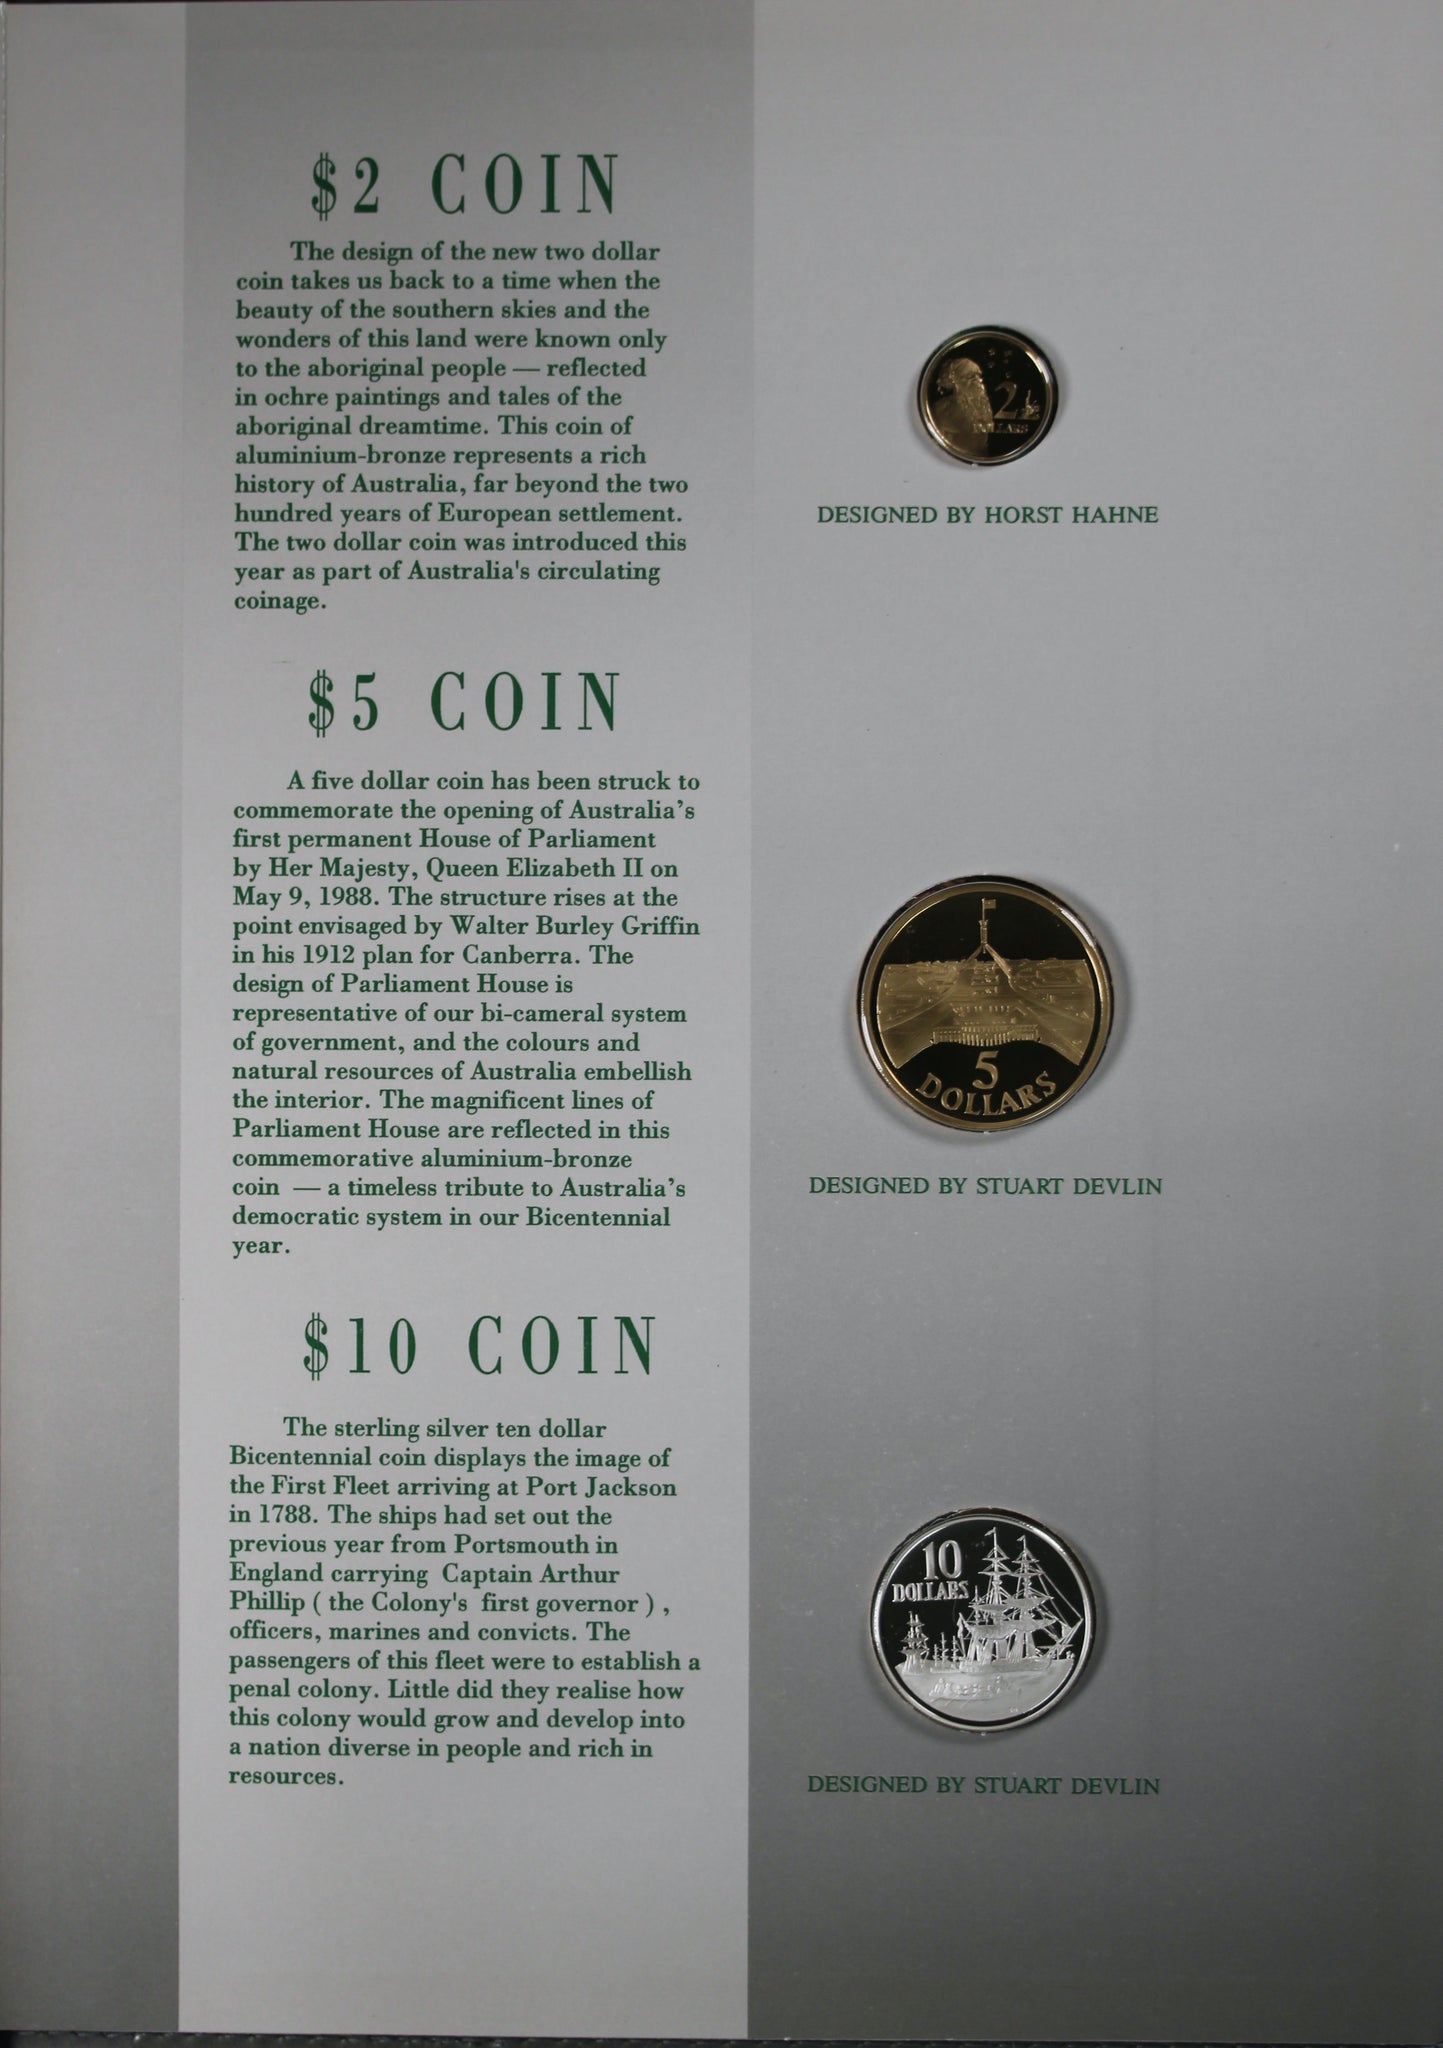 $2 COIN
The design of the new two dollar
coin takes us back to a time when the
beauty of the southern skies and the
wonders of this land were known only
to the aboriginal people — reflected
in ochre paintings and tales of the
aboriginal dreamtime. This coin of
aluminium-bronze represents a rich
history of Australia, far beyond the two
hundred years of European settlement.
The two dollar coin was introduced this
year as part of Australia's circulating
coinage.
2
DOLLARS
DESIGNED BY HORST HAHNE
$5 COIN
A five dollar coin has been struck to
commemorate the opening of Australia's
first permanent House of Parliament
by Her Majesty, Queen Elizabeth II on
May 9, 1988. The structure rises at the
point envisaged by Walter Burley Griffin
in his 1912 plan for Canberra. The
design of Parliament House is
representative of our bi-cameral system
of government, and the colours and
natural resources of Australia embellish
the interior. The magnificent lines of
Parliament House are reflected in this
commemorative aluminium-bronze
coin — a timeless tribute to Australia's
democratic system in our Bicentennial
year.
5
DOLLARS
DESIGNED BY STUART DEVLIN
$10 COIN
The sterling silver ten dollar
Bicentennial coin displays the image of
the First Fleet arriving at Port Jackson
in 1788. The ships had set out the
previous year from Portsmouth in
England carrying Captain Arthur
Phillip ( the Colony's first governor ) ,
officers, marines and convicts. The
passengers of this fleet were to establish a
penal colony. Little did they realise how
this colony would grow and develop into
a nation diverse in people and rich in
resources.
10
DOLLARS
DESIGNED BY STUART DEVLIN